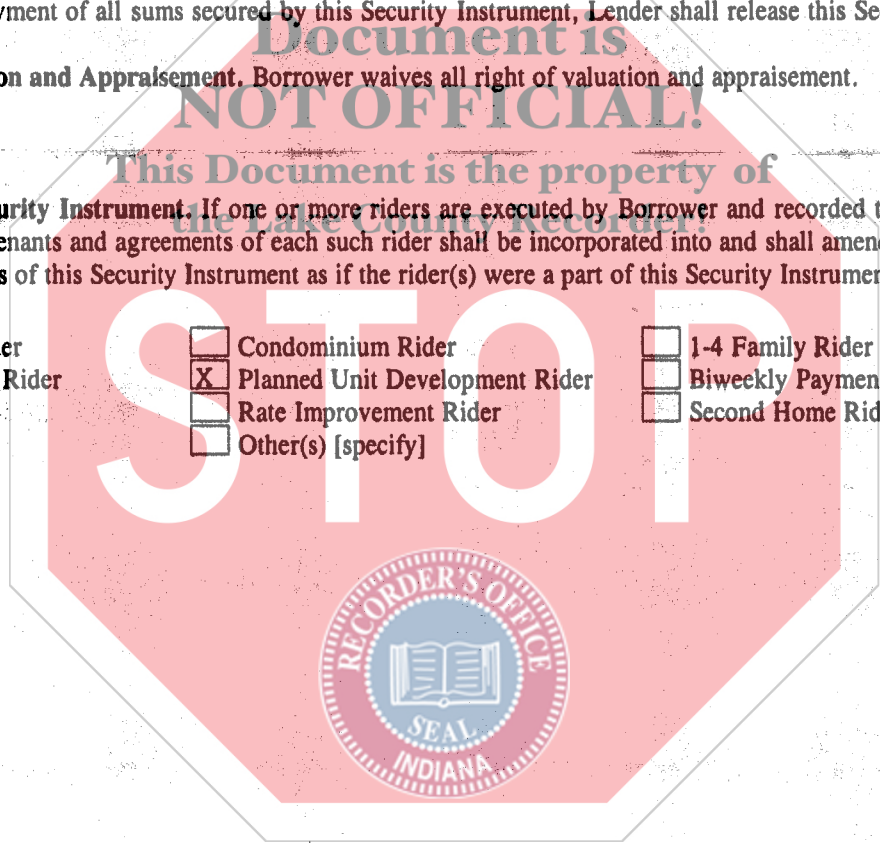 yment of all sums secured by this Security Instrument, Lender shall release this Se
Document is
on and Appraisement. Borrower waives all right of valuation and appraisement.
NOT OFFICIAL!
This Document is the property of
the Lake County Recorder!
urity Instrument. If one or more riders are executed by Borrower and recorded t
enants and agreements of each such rider shall be incorporated into and shall amend
s of this Security Instrument as if the rider(s) were a part of this Security Instrumen
er Condominium Rider 1-4 Family Rider
Rider X Planned Unit Development Rider Biweekly Paymen
Rate Improvement Rider Second Home Rid
Other(s) [specify]
STOP
RECORDER'S OFFICE
SEAL
INDIANA